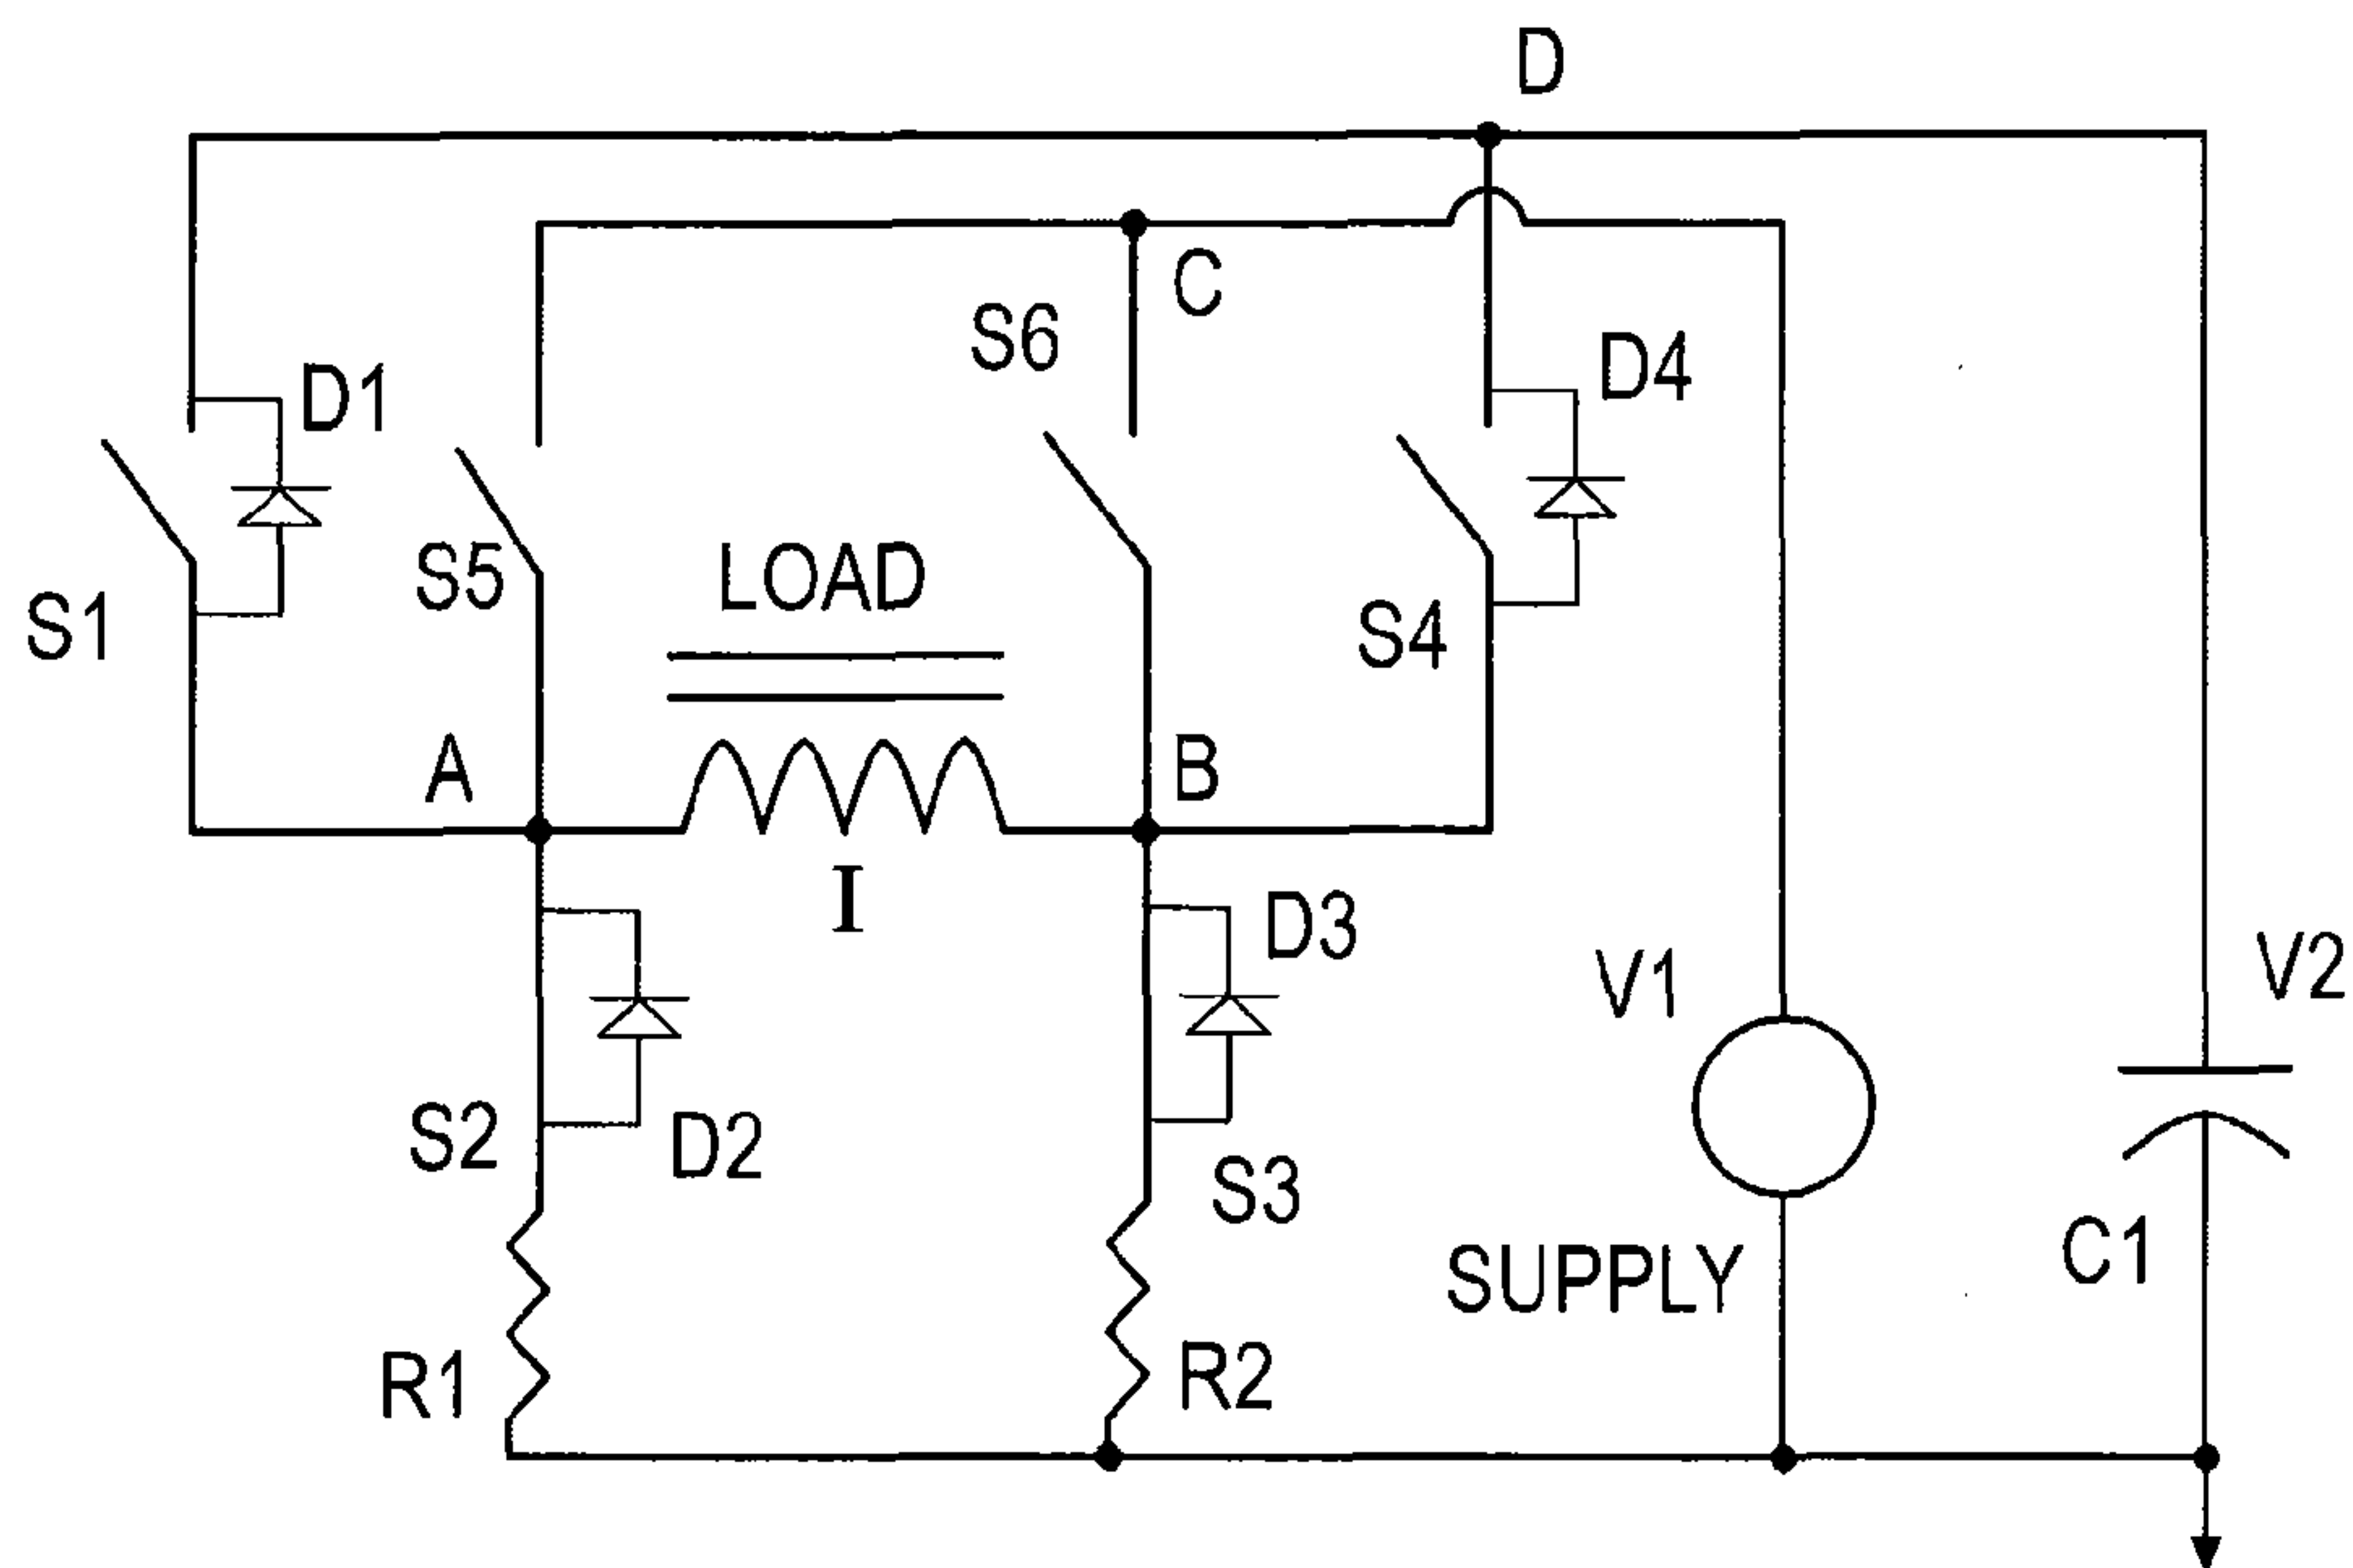 D
C
S6
D1
D4
S5
LOAD
S1
S4
A
B
I
D3
V1
V2
S2
D2
S3
C1
SUPPLY
R1
R2